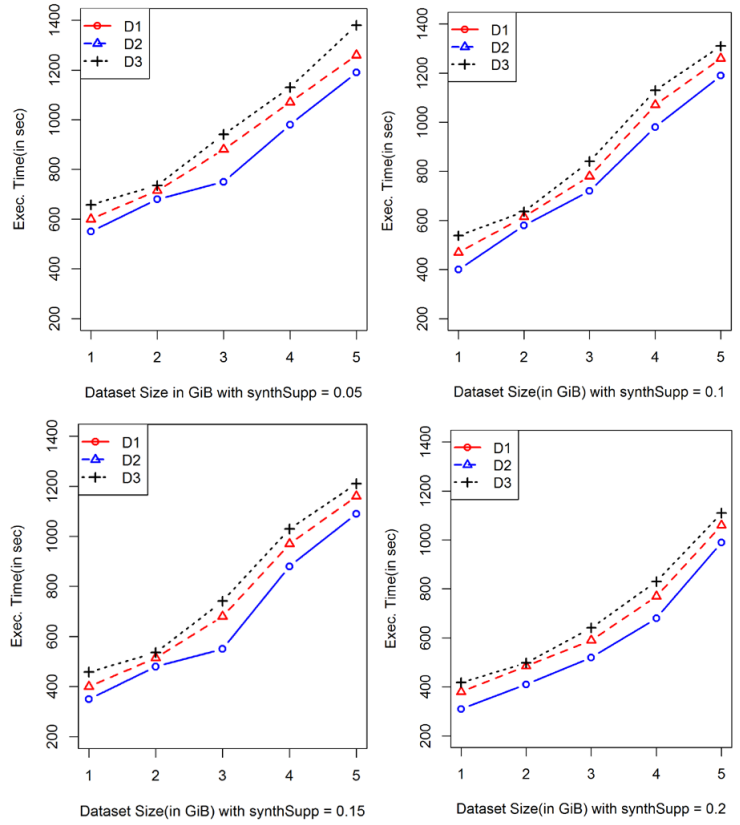 1400
1200
1000
800
600
400
200
Exec. Time(in sec)
D1
D2
D3
1 2 3 4 5
Dataset Size in GiB with synthSupp = 0.05
1400
1200
1000
800
600
400
200
Exec. Time(in sec)
D1
D2
D3
1 2 3 4 5
Dataset Size(in GiB) with synthSupp = 0.1
1400
1200
1000
800
600
400
200
Exec. Time(in sec)
D1
D2
D3
1 2 3 4 5
Dataset Size(in GiB) with synthSupp = 0.15
1400
1200
1000
800
600
400
200
Exec. Time(in sec)
D1
D2
D3
1 2 3 4 5
Dataset Size(in GiB) with synthSupp = 0.2